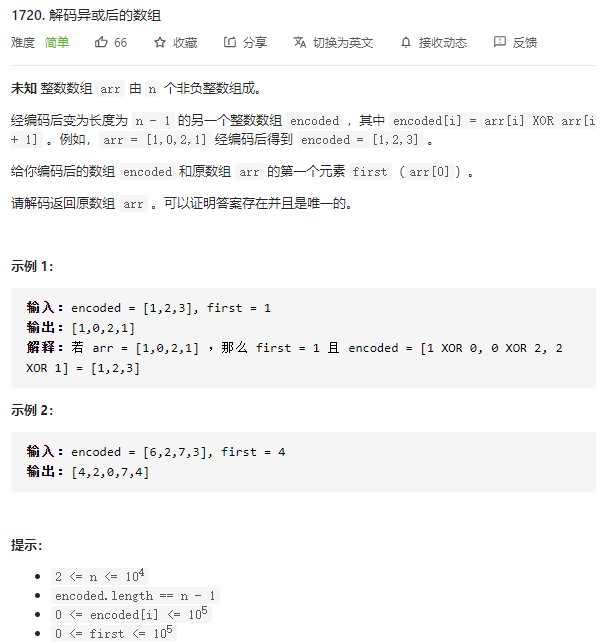 1720. 解码异或后的数组
难度 简单 66 收藏 分享 切换为英文 接收动态 反馈
未知 整数数组 arr 由 n 个非负整数组成。
经编码后变为长度为 n - 1 的另一个整数数组 encoded ，其中 encoded[i] = arr[i] XOR arr[i
+ 1] 。例如，arr = [1,0,2,1] 经编码后得到 encoded = [1,2,3] 。
给你编码后的数组 encoded 和原数组 arr 的第一个元素 first （arr[0]）。
请解码返回原数组 arr 。可以证明答案存在并且是唯一的。
示例 1：
输入：encoded = [1,2,3], first = 1
输出：[1,0,2,1]
解释：若 arr = [1,0,2,1] ，那么 first = 1 且 encoded = [1 XOR 0, 0 XOR 2, 2
XOR 1] = [1,2,3]
示例 2：
输入：encoded = [6,2,7,3], first = 4
输出：[4,2,0,7,4]
提示：
2 <= n <= 10⁴
encoded.length == n - 1
0 <= encoded[i] <= 10⁵
0 <= first <= 10⁵